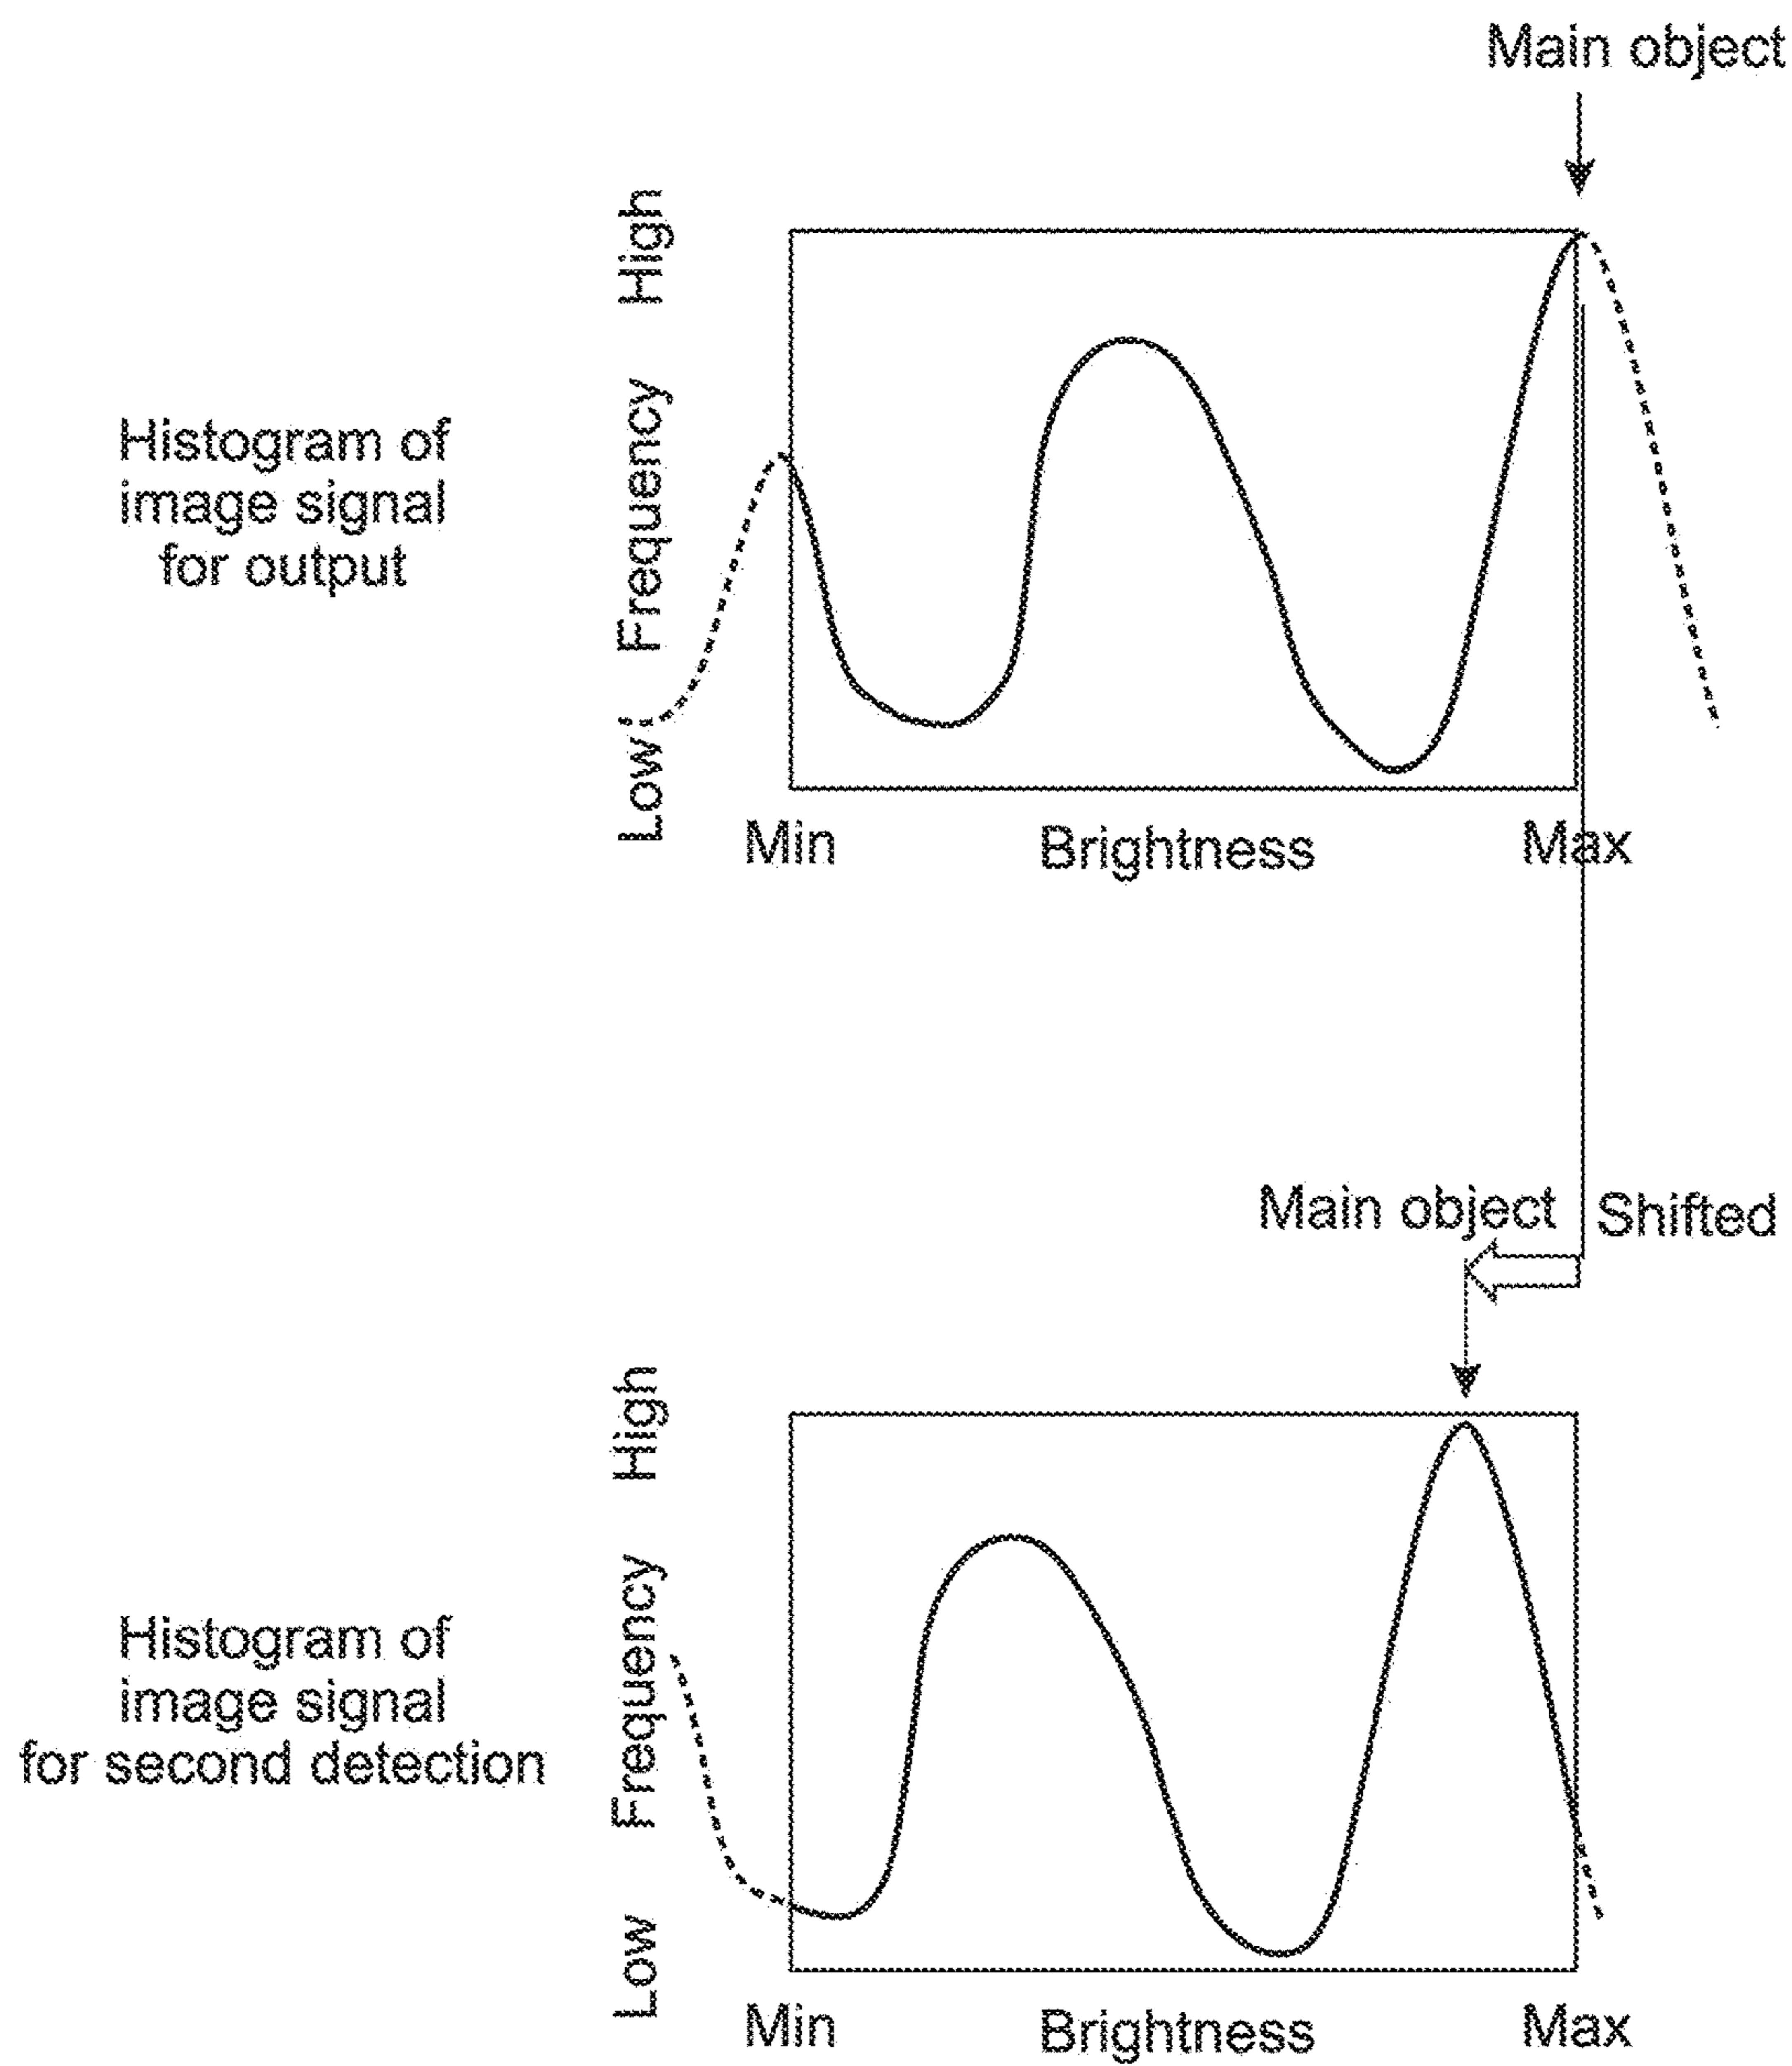 Main object
High
Frequency
Low
Histogram of
image signal
for output
Min Brightness Max
Main object Shifted
High
Frequency
Low
Histogram of
image signal
for second detection
Min Brightness Max